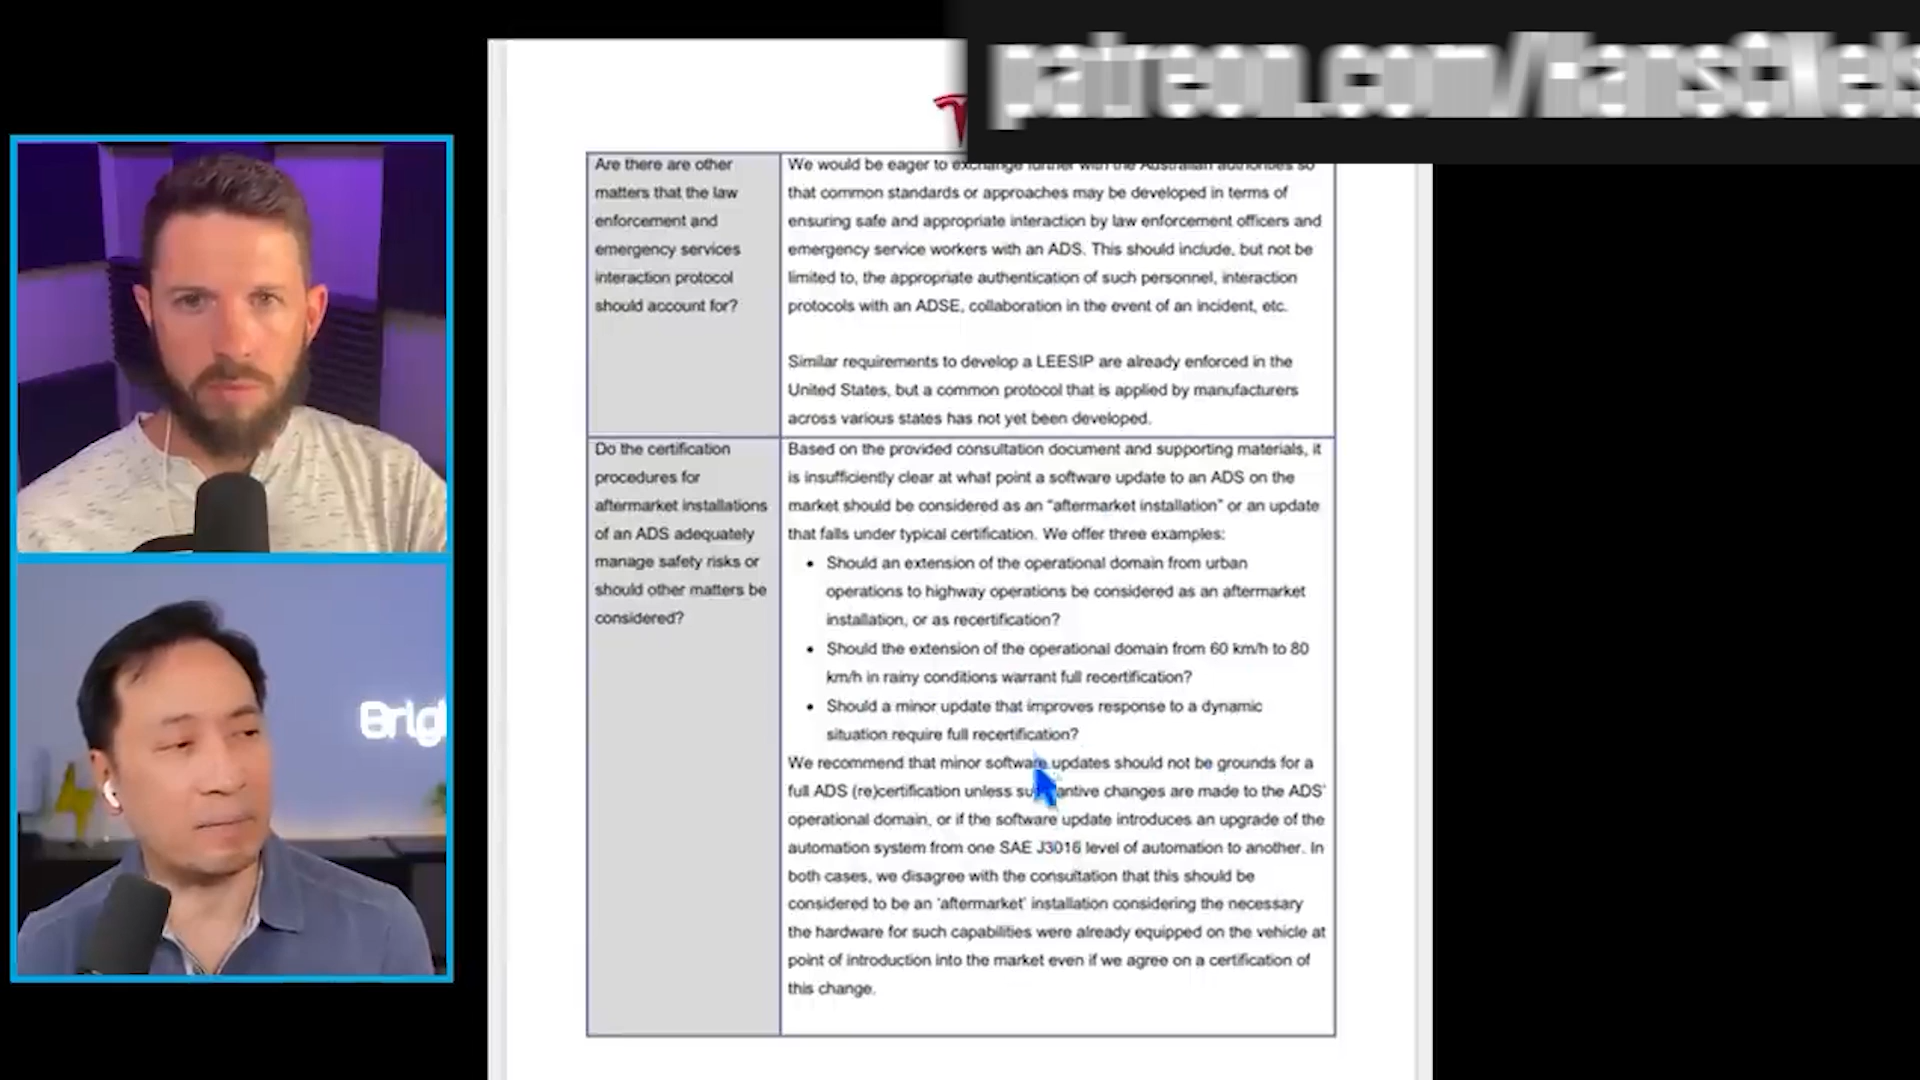 patreon.com/HansCNels
Are there are other
matters that the law
enforcement and
emergency services
interaction protocol
should account for?
We would be eager to exchange further with the Australian authorities so
that common standards or approaches may be developed in terms of
ensuring safe and appropriate interaction by law enforcement officers and
emergency service workers with an ADS. This should include, but not be
limited to, the appropriate authentication of such personnel, interaction
protocols with an ADSE, collaboration in the event of an incident, etc.
Similar requirements to develop a LEESIP are already enforced in the
United States, but a common protocol that is applied by manufacturers
across various states has not yet been developed.
Do the certification
procedures for
aftermarket installations
of an ADS adequately
manage safety risks or
should other matters be
considered?
Based on the provided consultation document and supporting materials, it
is insufficiently clear at what point a software update to an ADS on the
market should be considered as an "aftermarket installation" or an update
that falls under typical certification. We offer three examples:
• Should an extension of the operational domain from urban
operations to highway operations be considered as an aftermarket
installation, or as recertification?
• Should the extension of the operational domain from 60 km/h to 80
km/h in rainy conditions warrant full recertification?
• Should a minor update that improves response to a dynamic
situation require full recertification?
We recommend that minor software updates should not be grounds for a
full ADS (re)certification unless substantive changes are made to the ADS'
operational domain, or if the software update introduces an upgrade of the
automation system from one SAE J3016 level of automation to another. In
both cases, we disagree with the consultation that this should be
considered to be an 'aftermarket' installation considering the necessary
the hardware for such capabilities were already equipped on the vehicle at
point of introduction into the market even if we agree on a certification of
this change.
Brig